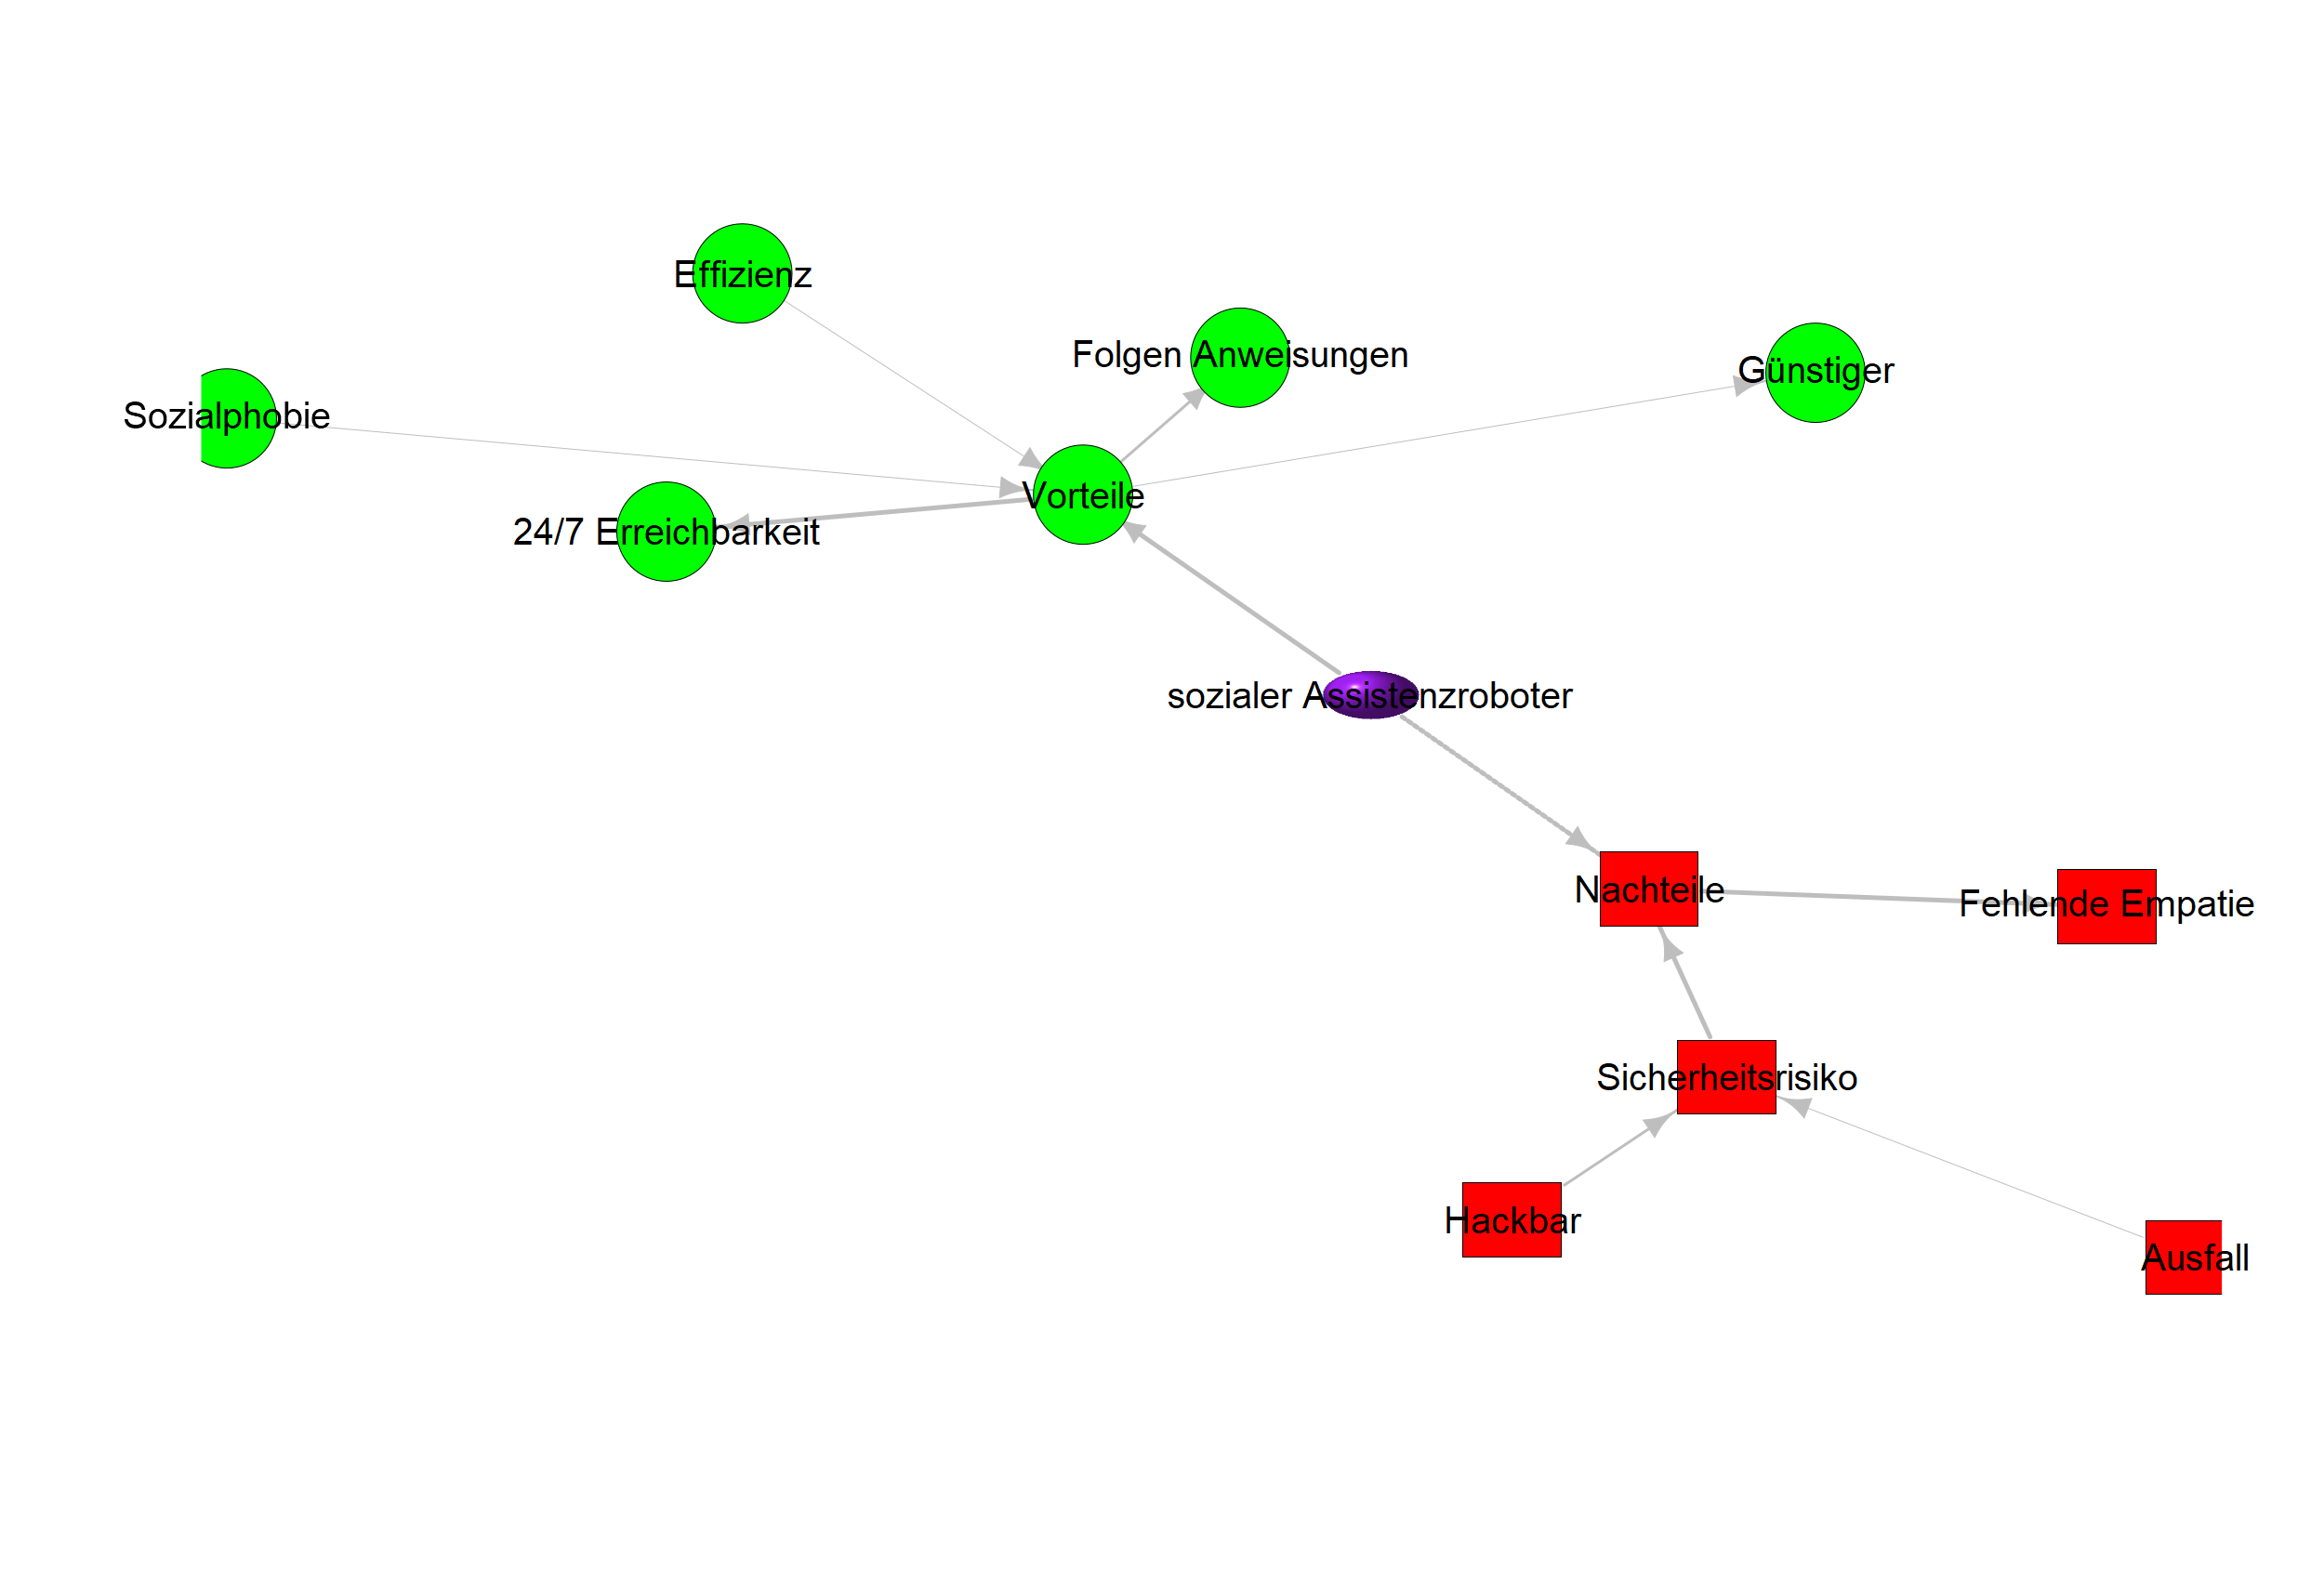 Effizienz
Folgen Anweisungen
Günstiger
Sozialphobie
Vorteile
24/7 Erreichbarkeit
sozialer Assistenzroboter
Nachteile
Fehlende Empatie
Sicherheitsrisiko
Hackbar
Ausfall